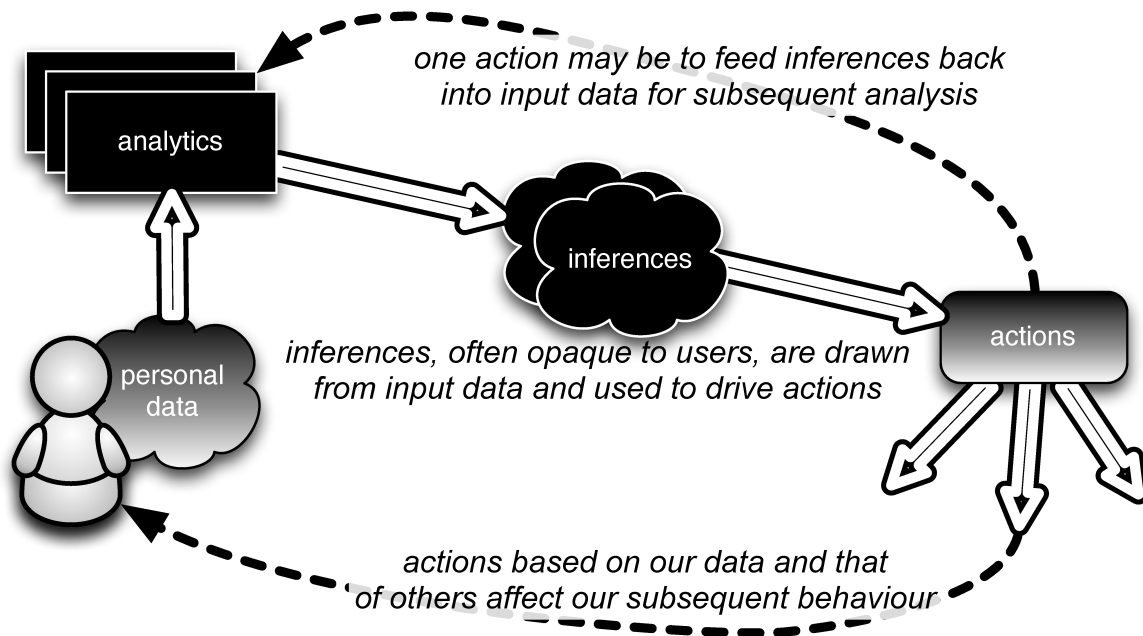 one action may be to feed inferences back
into input data for subsequent analysis
analytics
inferences
actions
inferences, often opaque to users, are drawn
from input data and used to drive actions
personal
data
actions based on our data and that
of others affect our subsequent behaviour